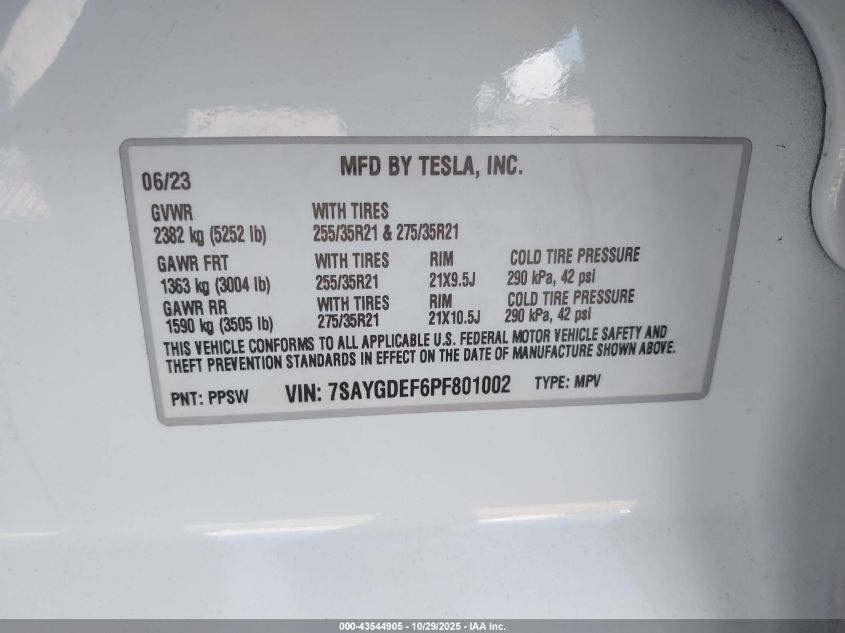 MFD BY TESLA, INC.
06/23
GVWR WITH TIRES
2382 kg (5252 lb) 255/35R21 & 275/35R21
GAWR FRT WITH TIRES RIM COLD TIRE PRESSURE
1363 kg (3004 lb) 255/35R21 21X9.5J 290 kPa, 42 psi
GAWR RR WITH TIRES RIM COLD TIRE PRESSURE
1590 kg (3505 lb) 275/35R21 21X10.5J 290 kPa, 42 psi
THIS VEHICLE CONFORMS TO ALL APPLICABLE U.S. FEDERAL MOTOR VEHICLE SAFETY AND
THEFT PREVENTION STANDARDS IN EFFECT ON THE DATE OF MANUFACTURE SHOWN ABOVE.
PNT: PPSW VIN: 7SAYGDEF6PF801002 TYPE: MPV
000-43544905 - 10/29/2025 - IAA Inc.